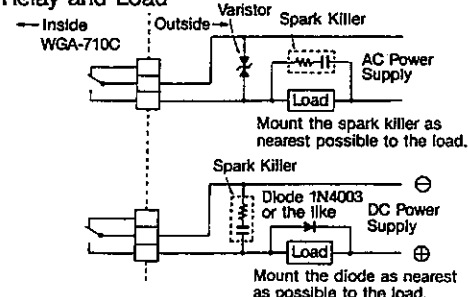 Relay and Load
Inside
WGA-710C
Outside
Varistor
Spark Killer
AC Power
Supply
Load
Mount the spark killer as
nearest possible to the load.
Spark Killer
Diode 1N4003
or the like
⊖
DC Power
Supply
Load
⊕
Mount the diode as nearest
as possible to the load.